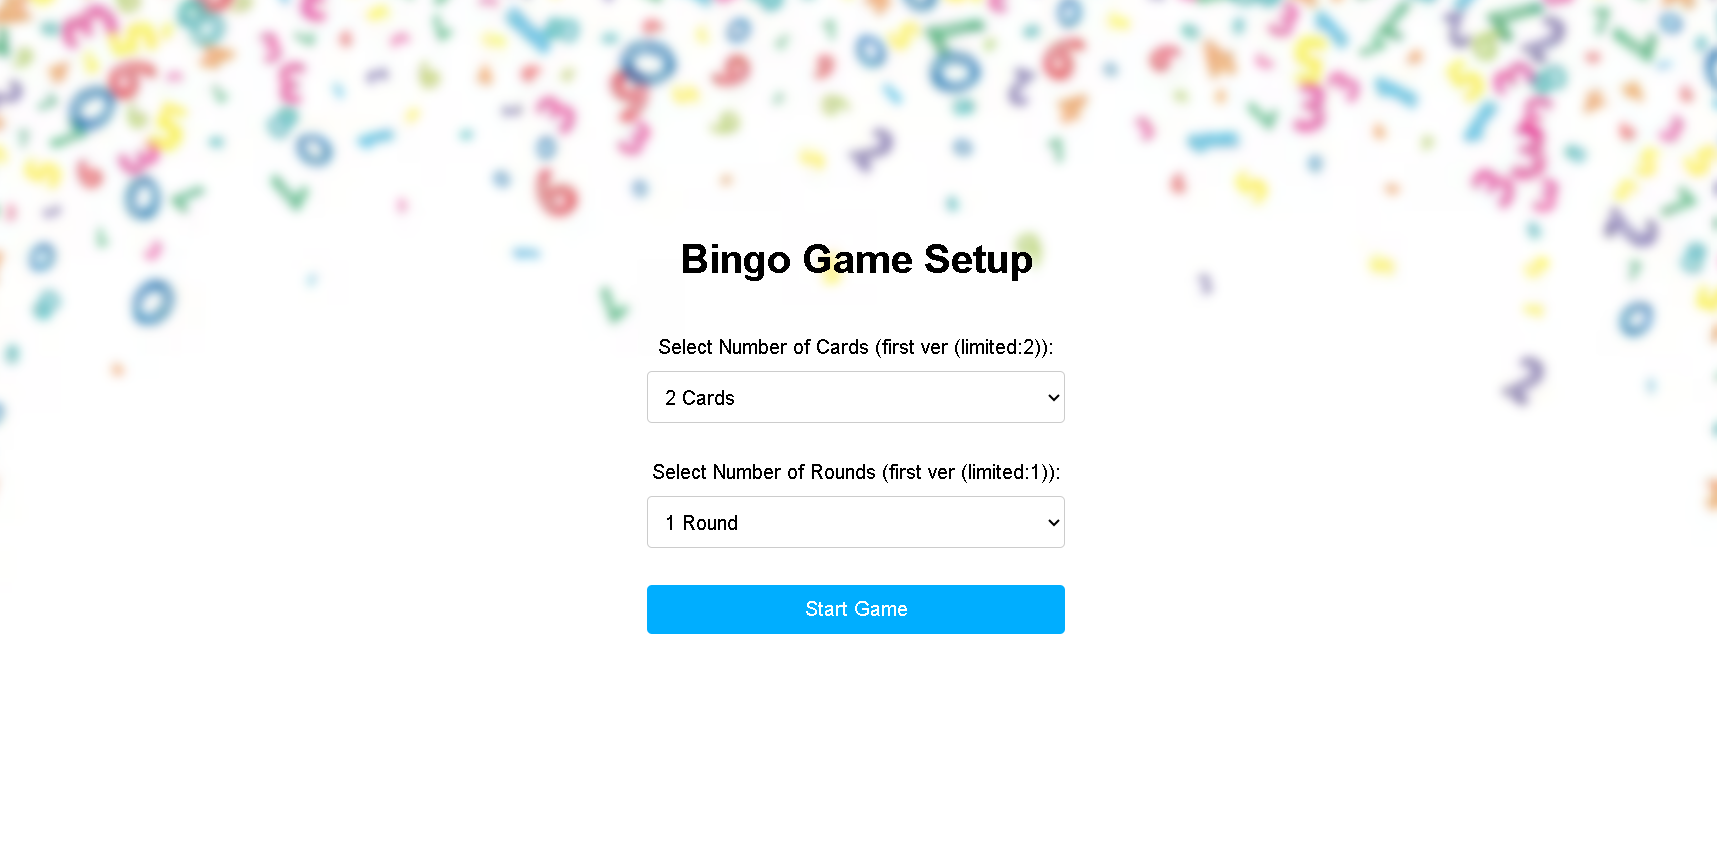 Bingo Game Setup
Select Number of Cards (first ver (limited:2)):
2 Cards
Select Number of Rounds (first ver (limited:1)):
1 Round
Start Game